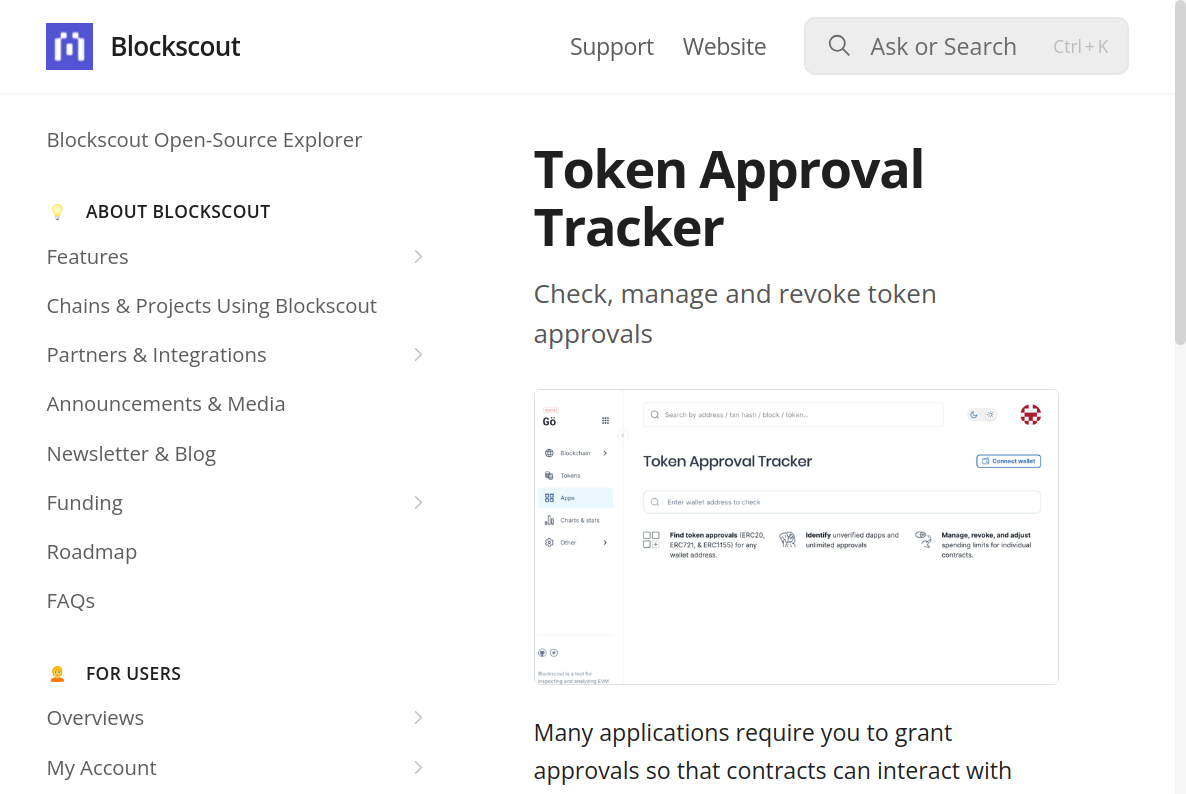 Blockscout
Support
Website
Ask or Search
Ctrl + K
Blockscout Open-Source Explorer
ABOUT BLOCKSCOUT
Features
Chains & Projects Using Blockscout
Partners & Integrations
Announcements & Media
Newsletter & Blog
Funding
Roadmap
FAQs
FOR USERS
Overviews
My Account
Token Approval
Tracker
Check, manage and revoke token
approvals
Gö
Search by address / txn hash / block / token...
Blockchain
Tokens
Apps
Charts & stats
Other
Token Approval Tracker
Connect wallet
Enter wallet address to check
Find token approvals (ERC20,
ERC721, & ERC1155) for any
wallet address.
Identify unverified dapps and
unlimited approvals
Manage, revoke, and adjust
spending limits for individual
contracts.
Blockscout is a tool for
inspecting and analyzing EVM
Many applications require you to grant
approvals so that contracts can interact with